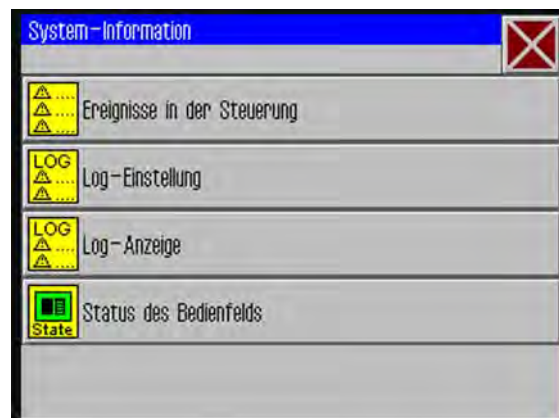 System-Information
Ereignisse in der Steuerung
LOG
Log-Einstellung
LOG
Log-Anzeige
State
Status des Bedienfelds